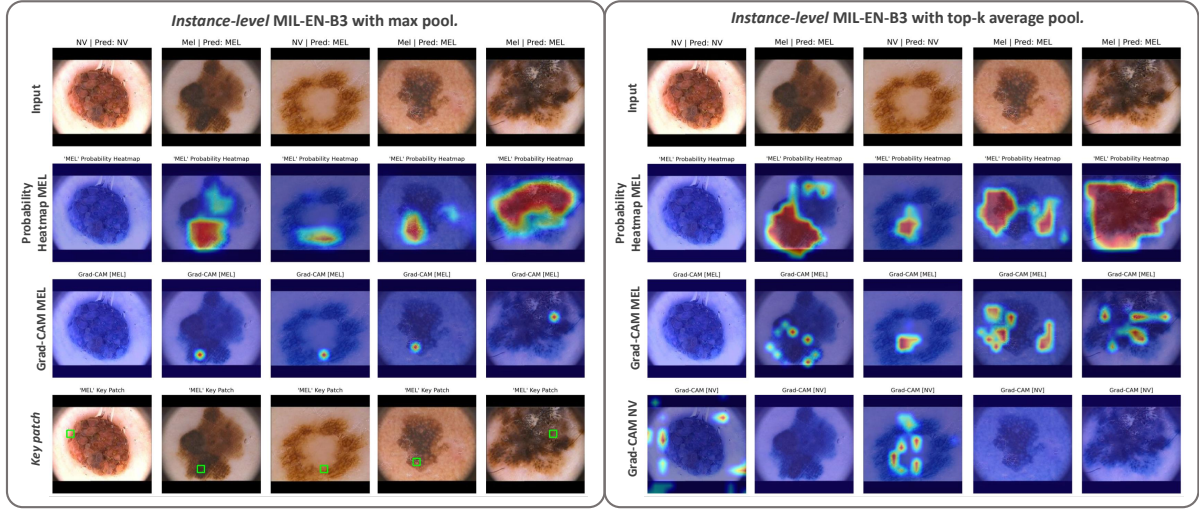 Instance-level MIL-EN-B3 with max pool.
NV | Pred: NV
Mel | Pred: MEL
NV | Pred: MEL
Mel | Pred: MEL
Mel | Pred: MEL
Input
'MEL' Probability Heatmap
'MEL' Probability Heatmap
'MEL' Probability Heatmap
'MEL' Probability Heatmap
'MEL' Probability Heatmap
Probability
Heatmap MEL
Grad-CAM [MEL]
Grad-CAM [MEL]
Grad-CAM [MEL]
Grad-CAM [MEL]
Grad-CAM [MEL]
Grad-CAM MEL
'MEL' Key Patch
'MEL' Key Patch
'MEL' Key Patch
'MEL' Key Patch
'MEL' Key Patch
Key patch
Instance-level MIL-EN-B3 with top-k average pool.
NV | Pred: NV
Mel | Pred: MEL
NV | Pred: NV
Mel | Pred: MEL
Mel | Pred: MEL
Input
'MEL' Probability Heatmap
'MEL' Probability Heatmap
'MEL' Probability Heatmap
'MEL' Probability Heatmap
'MEL' Probability Heatmap
Probability
Heatmap MEL
Grad-CAM [MEL]
Grad-CAM [MEL]
Grad-CAM [MEL]
Grad-CAM [MEL]
Grad-CAM [MEL]
Grad-CAM MEL
Grad-CAM [NV]
Grad-CAM [NV]
Grad-CAM [NV]
Grad-CAM [NV]
Grad-CAM [NV]
Grad-CAM NV